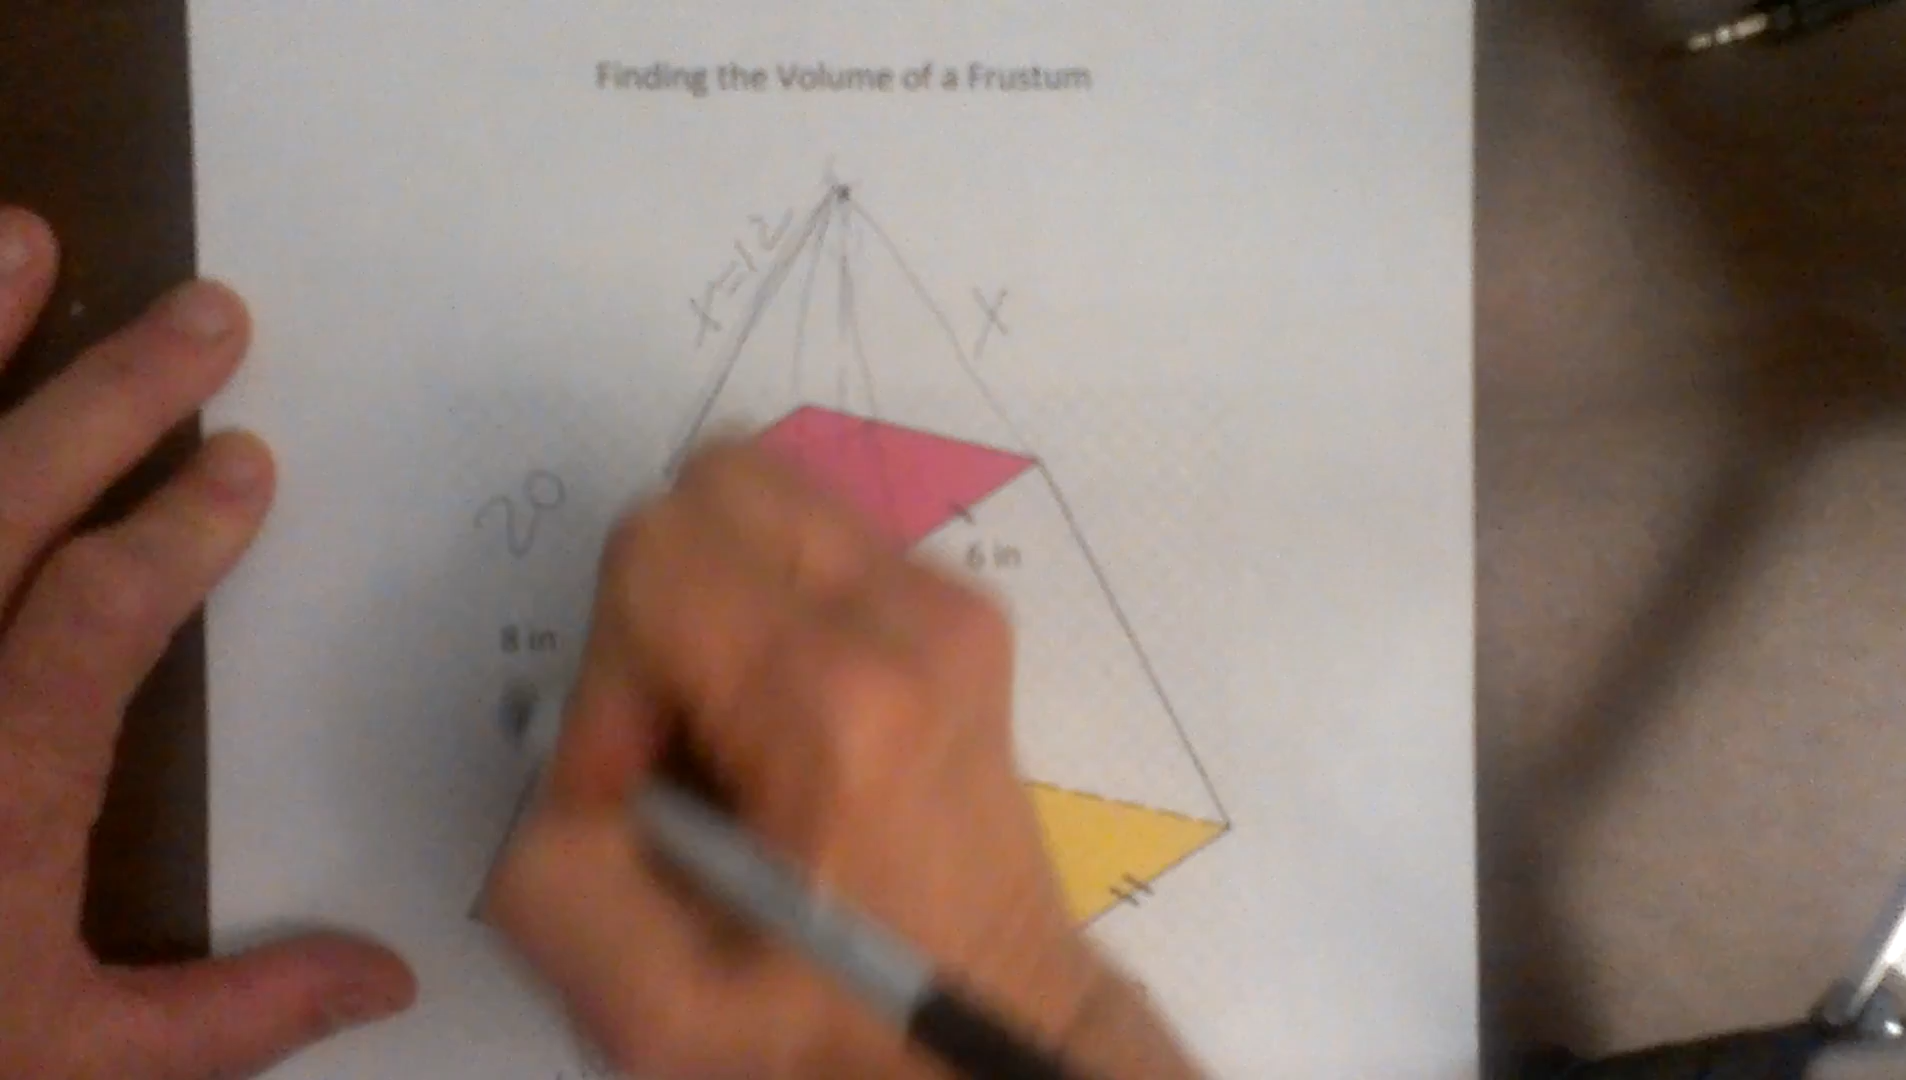 Finding the Volume of a Frustum
x=12
x
20
6 in
8 in